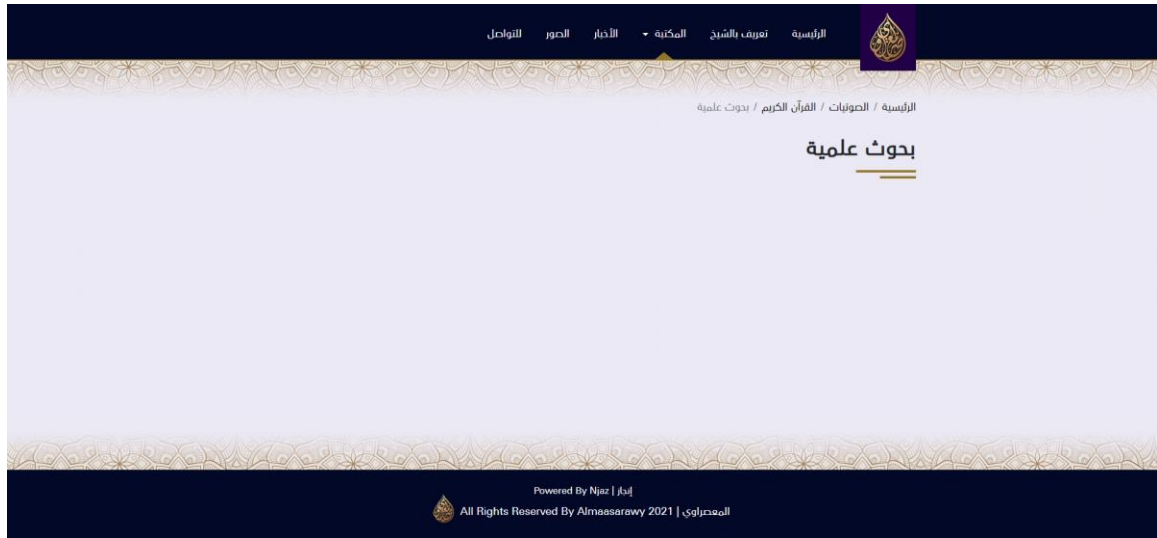 الرئيسية تعريف بالشيخ المكتبة الأخبار الصور للتواصل
الرئيسية / الصوتيات / القرآن الكريم / بحوث علمية
بحوث علمية
Powered By Njaz | إنجاز
All Rights Reserved By Almaasarawy 2021 | المعصراوي